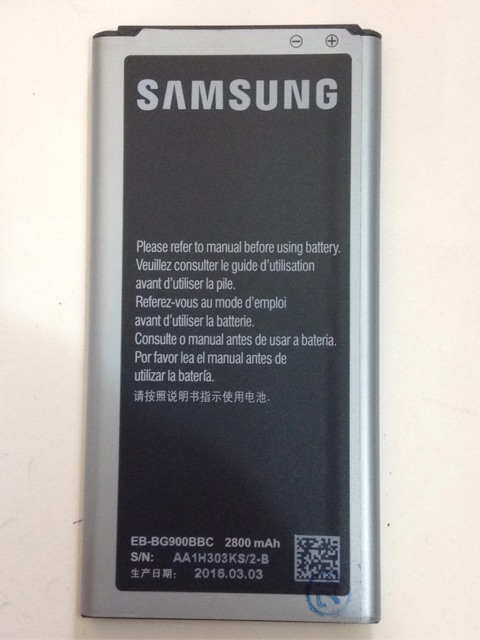 ⊖ ⊕
SAMSUNG
Please refer to manual before using battery.
Veuillez consulter le guide d'utilisation
avant d'utiliser la pile.
Referez-vous au mode d'emploi
avant d'utiliser la batterie.
Consulte o manual antes de usar a bateria.
Por favor lea el manual antes de
utilizar la batería.
请按照说明书指示使用电池.
EB-BG900BBC 2800 mAh
S/N: AA1H303KS/2-B
生产日期: 2016.03.03